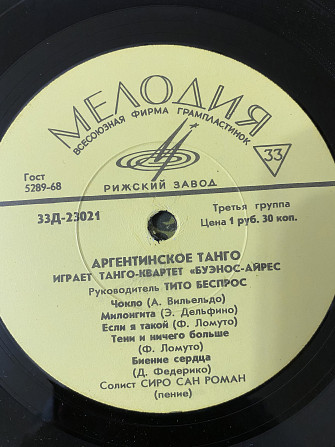 МЕЛОДИЯ
ВСЕСОЮЗНАЯ ФИРМА ГРАМПЛАСТИНОК
33
Гост
5289-68
РИЖСКИЙ ЗАВОД
33Д-23021
Третья группа
Цена 1 руб. 30 коп.
АРГЕНТИНСКОЕ ТАНГО
ИГРАЕТ ТАНГО-КВАРТЕТ «БУЭНОС-АЙРЕС
Руководитель ТИТО БЕСПРОС
Чокло (А. Вильельдо)
Милонгита (Э. Дельфино)
Если я такой (Ф. Ломуто)
Тени и ничего больше
(Ф. Ломуто)
Биение сердца
(Д. Федерико)
Солист СИРО САН РОМАН
(пение)